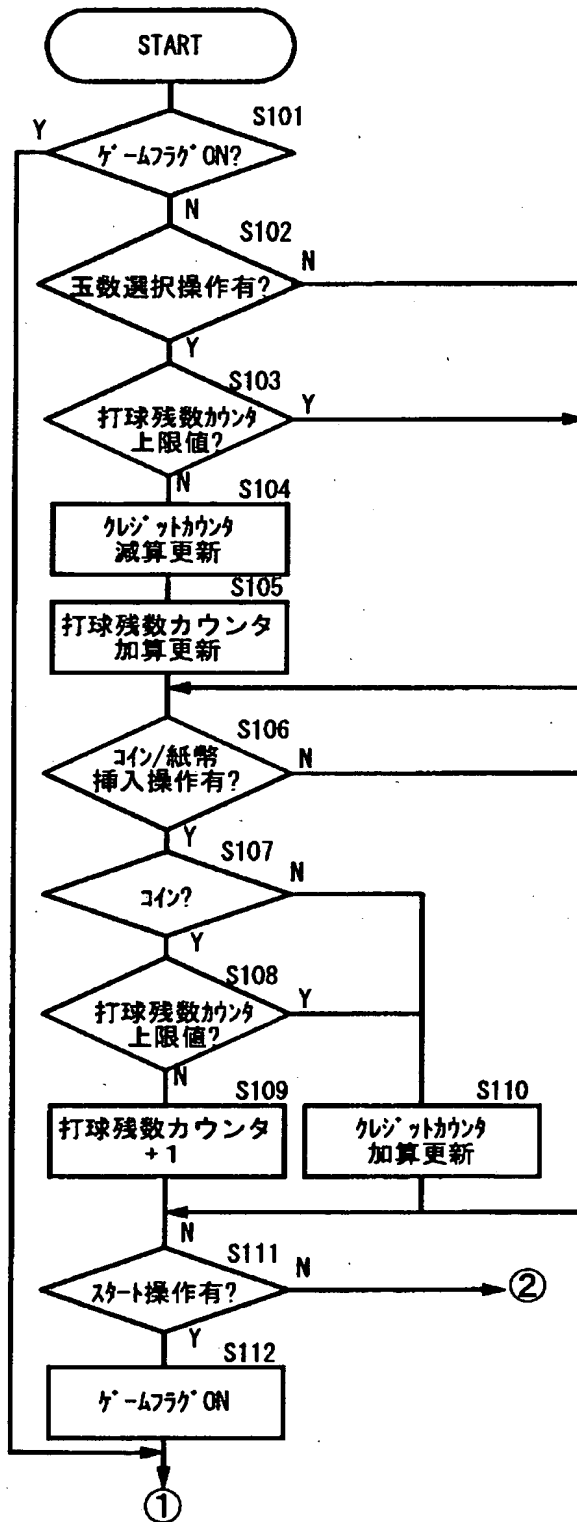 START
S101
Y
ゲームフラグON?
N
S102
玉数選択操作有?
N
Y
S103
打球残数カウンタ
上限値?
Y
N
S104
クレジットカウンタ
減算更新
S105
打球残数カウンタ
加算更新
S106
コイン/紙幣
挿入操作有?
N
Y
S107
コイン?
N
Y
S108
打球残数カウンタ
上限値?
Y
N
S109
打球残数カウンタ
+1
S110
クレジットカウンタ
加算更新
N
S111
スタート操作有?
N
②
Y
S112
ゲームフラグON
①